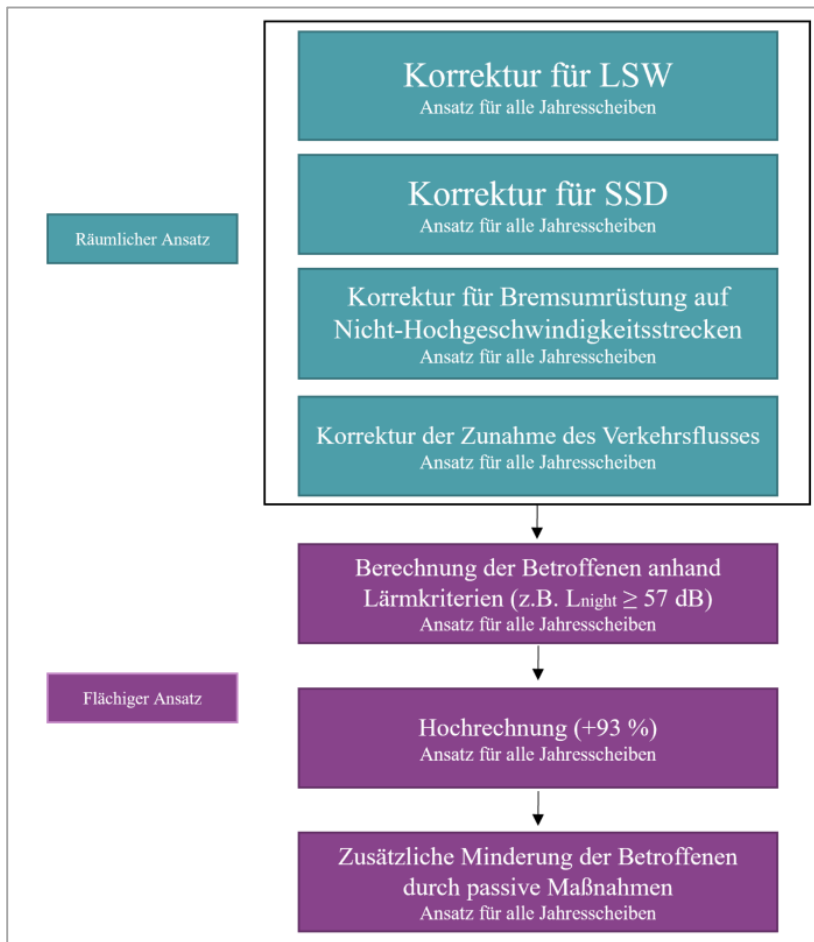 Korrektur für LSW
Ansatz für alle Jahresscheiben
Korrektur für SSD
Ansatz für alle Jahresscheiben
Räumlicher Ansatz
Korrektur für Bremsumrüstung auf
Nicht-Hochgeschwindigkeitsstrecken
Ansatz für alle Jahresscheiben
Korrektur der Zunahme des Verkehrsflusses
Ansatz für alle Jahresscheiben
Berechnung der Betroffenen anhand
Lärmkriterien (z.B. Lnight ≥ 57 dB)
Ansatz für alle Jahresscheiben
Flächiger Ansatz
Hochrechnung (+93 %)
Ansatz für alle Jahresscheiben
Zusätzliche Minderung der Betroffenen
durch passive Maßnahmen
Ansatz für alle Jahresscheiben